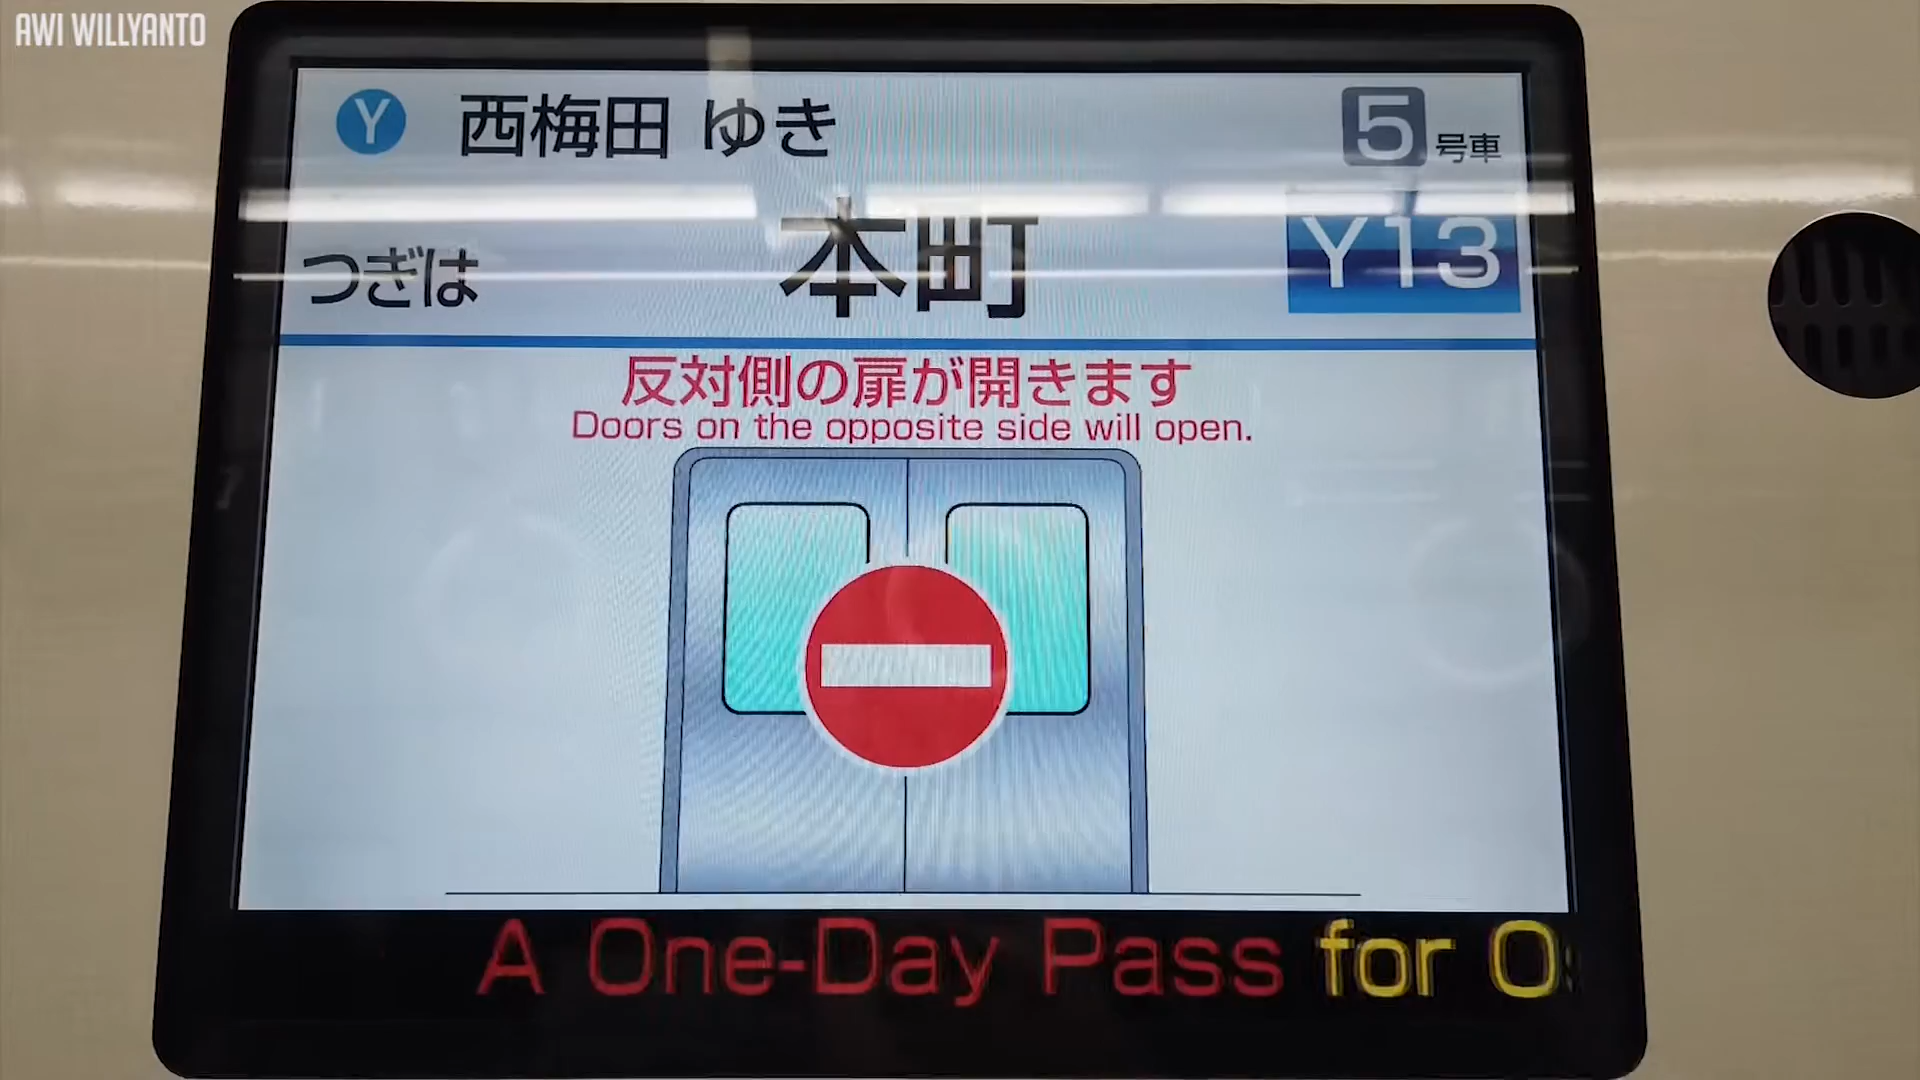 AWI WILLYANTO
Y 西梅田 ゆき 5 号車
つぎは 本町 Y13
反対側の扉が開きます
Doors on the opposite side will open.
A One-Day Pass for O